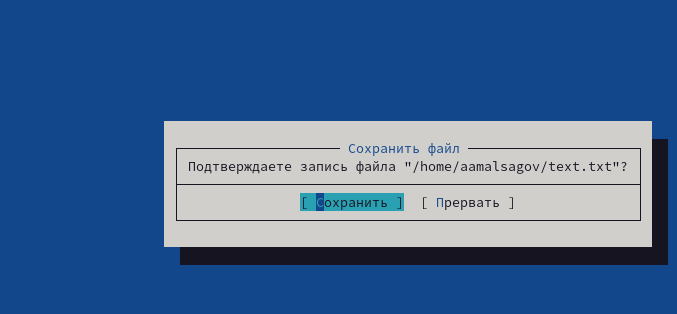 Сохранить файл
Подтверждаете запись файла "/home/aamalsagov/text.txt"?
[ Сохранить ] [ Прервать ]